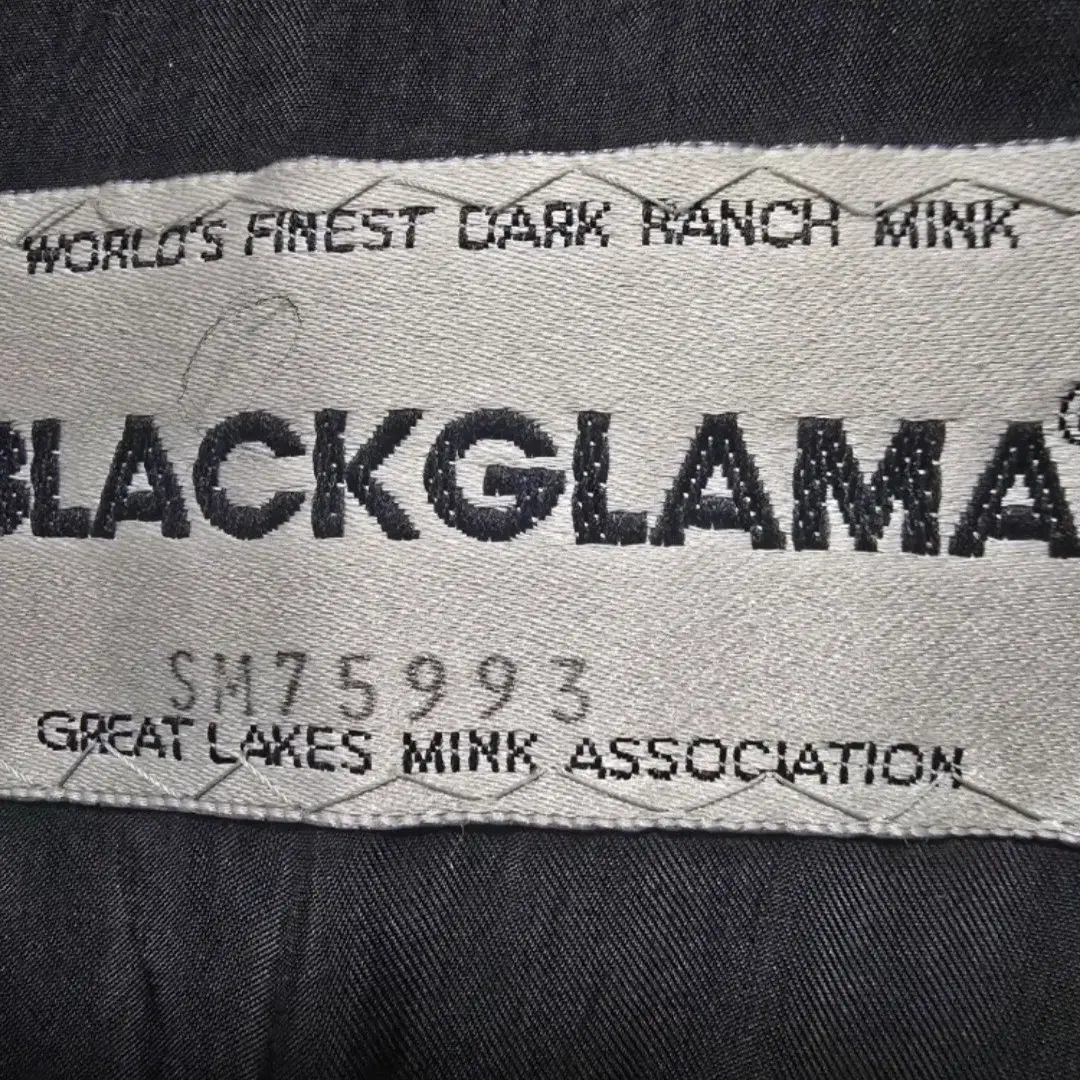 WORLD'S FINEST DARK RANCH MINK
BLACKGLAMA®
SM75993
GREAT LAKES MINK ASSOCIATION